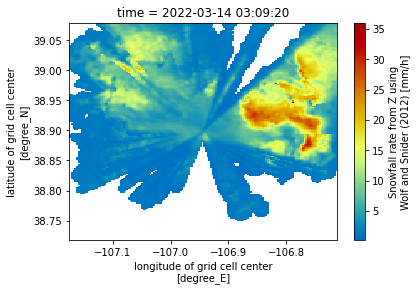 time = 2022-03-14 03:09:20
39.05
39.00
38.95
38.90
38.85
38.80
38.75
latitude of grid cell center
[degree_N]
−107.1
−107.0
−106.9
−106.8
longitude of grid cell center
[degree_E]
35
30
25
20
15
10
5
Snowfall rate from Z using
Wolf and Snider (2012) [mm/h]